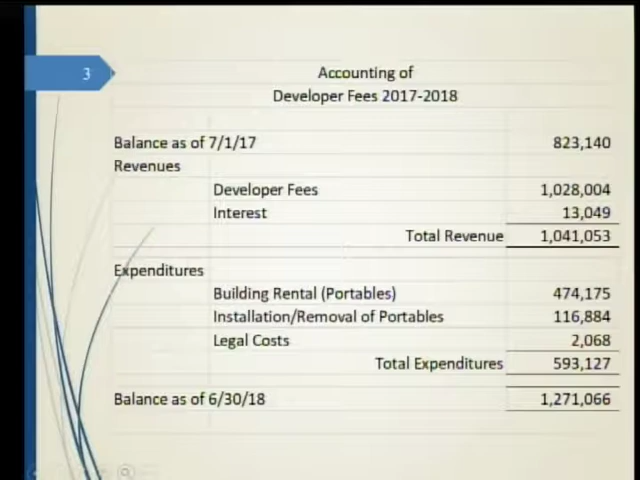 3
Accounting of
Developer Fees 2017-2018
Balance as of 7/1/17 823,140
Revenues
Developer Fees 1,028,004
Interest 13,049
Total Revenue 1,041,053
Expenditures
Building Rental (Portables) 474,175
Installation/Removal of Portables 116,884
Legal Costs 2,068
Total Expenditures 593,127
Balance as of 6/30/18 1,271,066